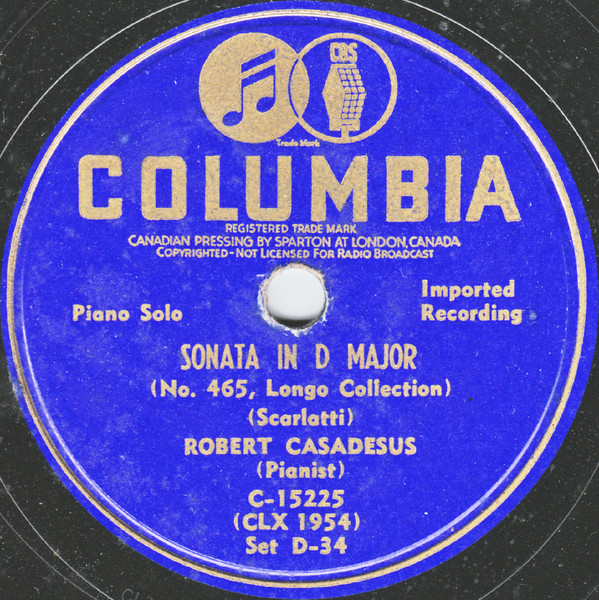 CBS
Trade Mark
COLUMBIA
REGISTERED TRADE MARK
CANADIAN PRESSING BY SPARTON AT LONDON, CANADA
COPYRIGHTED - NOT LICENSED FOR RADIO BROADCAST
Piano Solo
Imported
Recording
SONATA IN D MAJOR
(No. 465, Longo Collection)
(Scarlatti)
ROBERT CASADESUS
(Pianist)
C-15225
(CLX 1954)
Set D-34